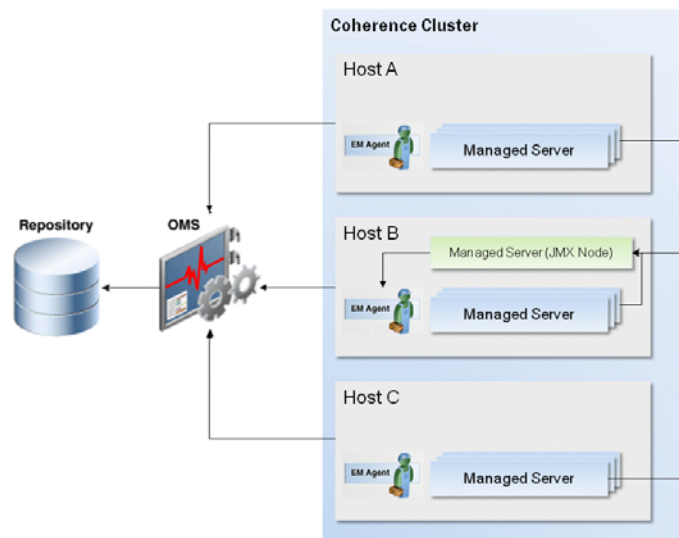 Coherence Cluster
Host A
EM Agent
Managed Server
Repository
OMS
Host B
Managed Server (JMX Node)
EM Agent
Managed Server
Host C
EM Agent
Managed Server